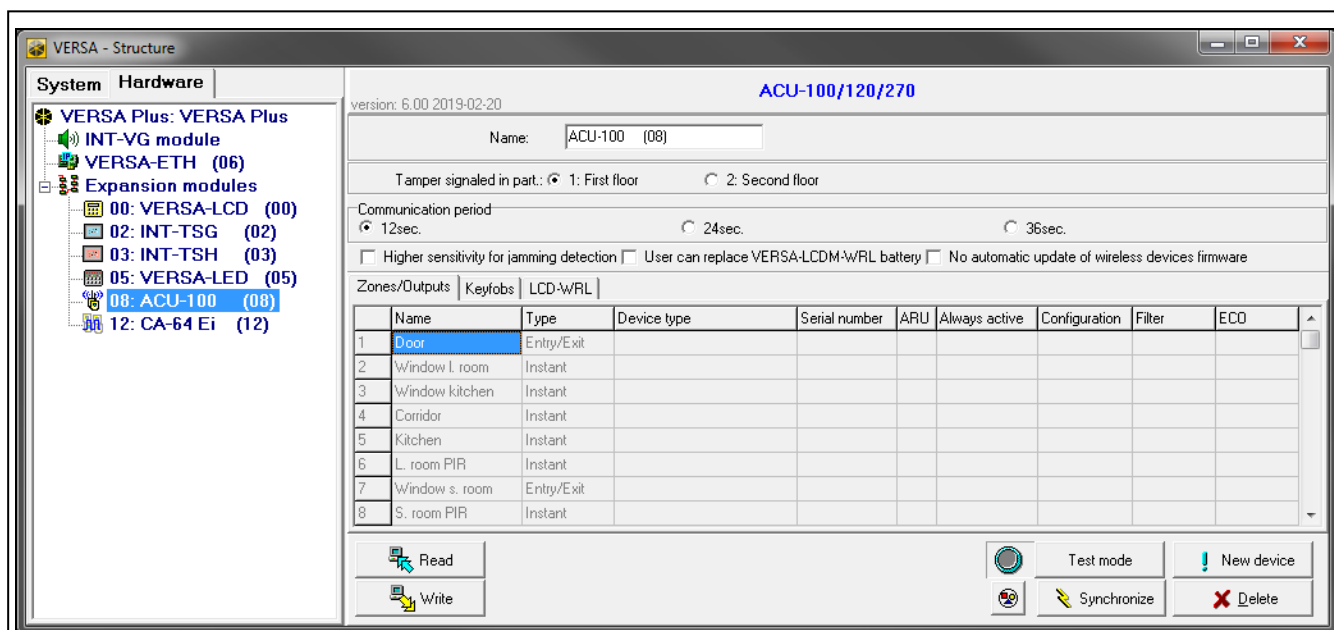 VERSA - Structure
System Hardware
VERSA Plus: VERSA Plus
INT-VG module
VERSA-ETH (06)
Expansion modules
00: VERSA-LCD (00)
02: INT-TSG (02)
03: INT-TSH (03)
05: VERSA-LED (05)
08: ACU-100 (08)
12: CA-64 Ei (12)
ACU-100/120/270
version: 6.00 2019-02-20
Name: ACU-100 (08)
Tamper signaled in part.: 1: First floor 2: Second floor
Communication period
12sec. 24sec. 36sec.
Higher sensitivity for jamming detection User can replace VERSA-LCDM-WRL battery No automatic update of wireless devices firmware
Zones/Outputs Keyfobs LCD-WRL
Name Type Device type Serial number ARU Always active Configuration Filter ECO
1 Door Entry/Exit
2 Window l. room Instant
3 Window kitchen Instant
4 Corridor Instant
5 Kitchen Instant
6 L. room PIR Instant
7 Window s. room Entry/Exit
8 S. room PIR Instant
Read Test mode New device
Write Synchronize Delete